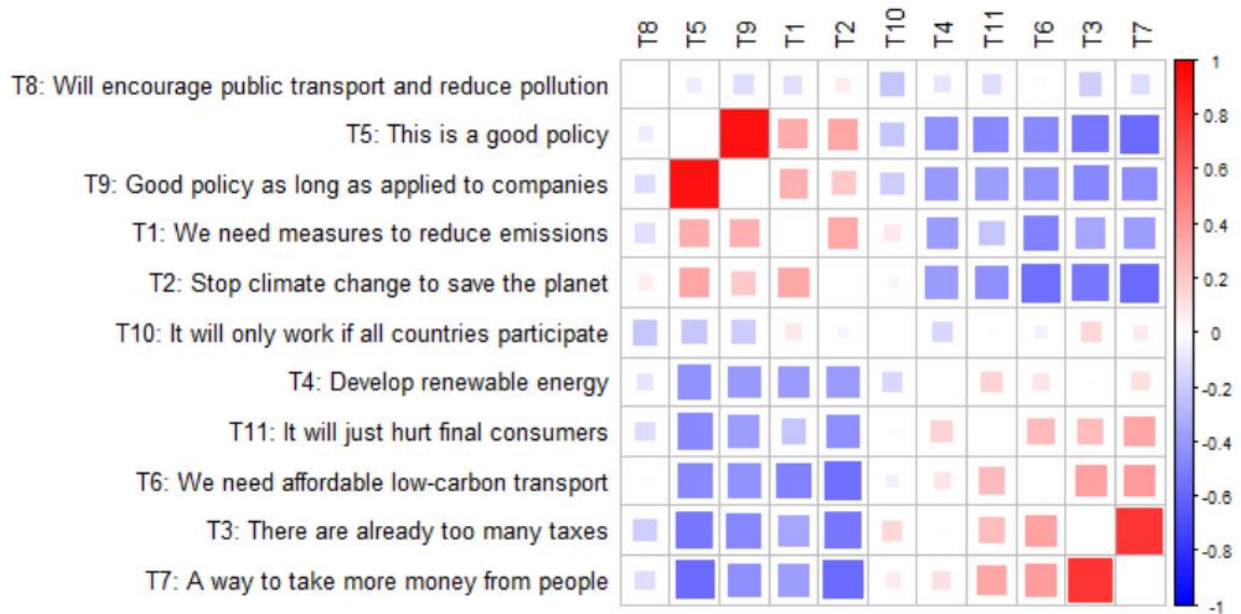 T8 T5 T9 T1 T2 T10 T4 T11 T6 T3 T7
T8: Will encourage public transport and reduce pollution
T5: This is a good policy
T9: Good policy as long as applied to companies
T1: We need measures to reduce emissions
T2: Stop climate change to save the planet
T10: It will only work if all countries participate
T4: Develop renewable energy
T11: It will just hurt final consumers
T6: We need affordable low-carbon transport
T3: There are already too many taxes
T7: A way to take more money from people
1
0.8
0.6
0.4
0.2
0
-0.2
-0.4
-0.6
-0.8
-1